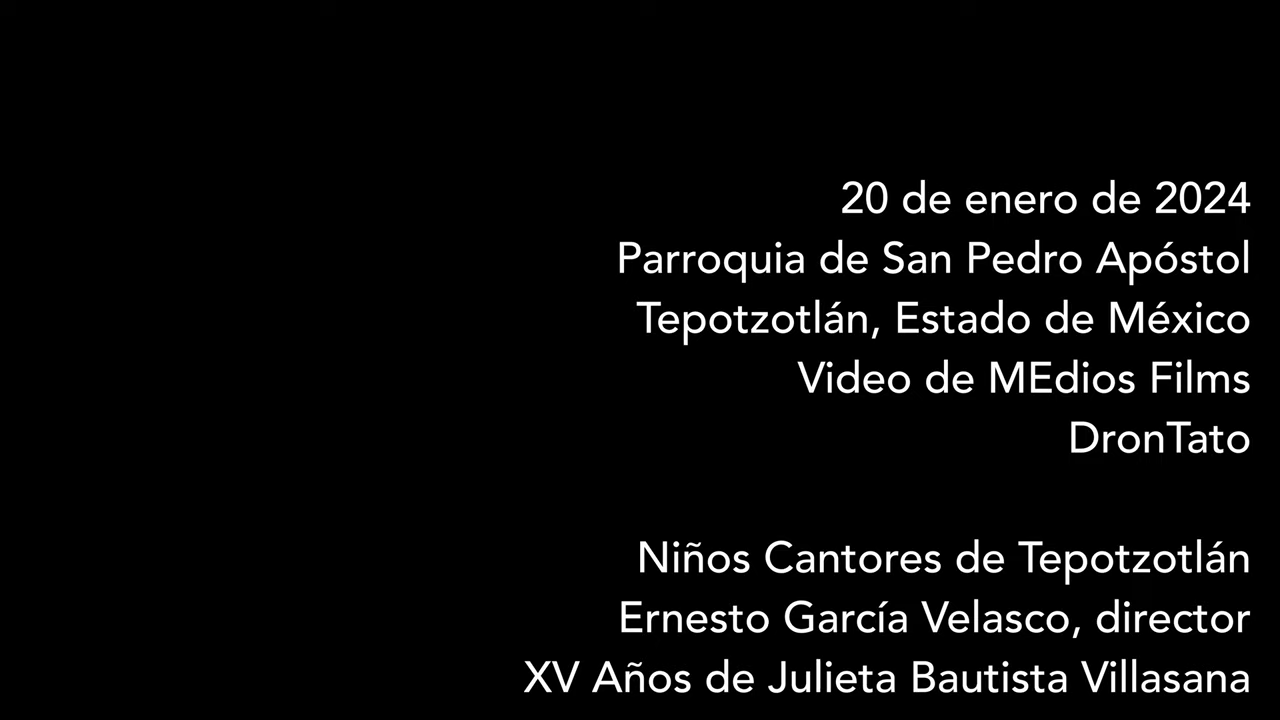 20 de enero de 2024
Parroquia de San Pedro Apóstol
Tepotzotlán, Estado de México
Video de MEdios Films
DronTato
Niños Cantores de Tepotzotlán
Ernesto García Velasco, director
XV Años de Julieta Bautista Villasana